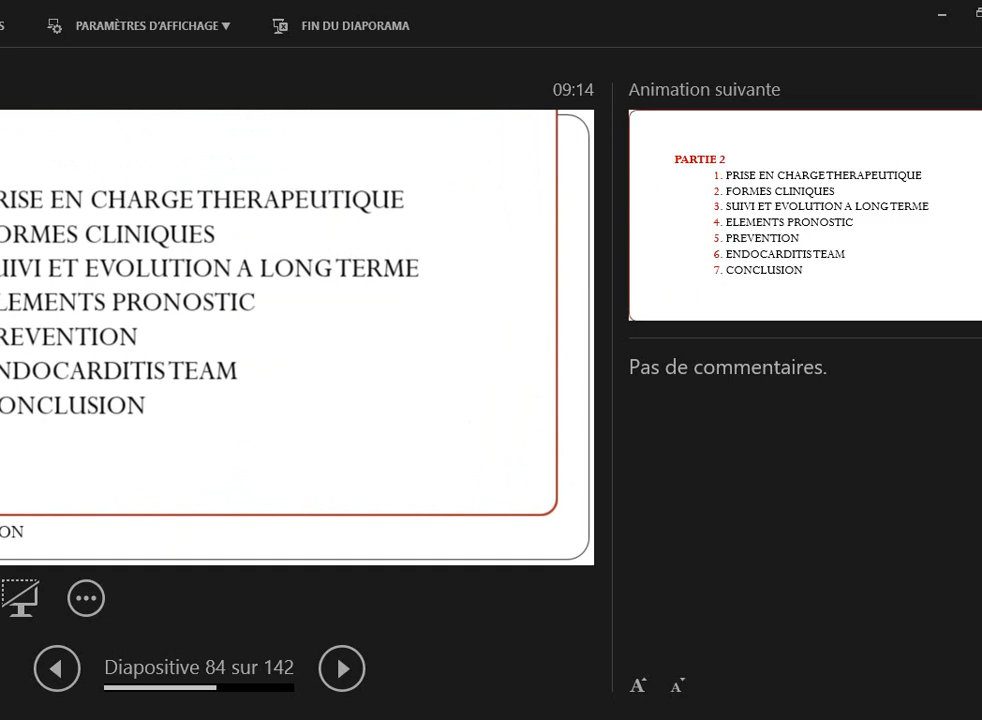 S PARAMÈTRES D'AFFICHAGE ▼ FIN DU DIAPORAMA
09:14
RISE EN CHARGE THERAPEUTIQUE
ORMES CLINIQUES
UIVI ET EVOLUTION A LONG TERME
LEMENTS PRONOSTIC
REVENTION
NDOCARDITIS TEAM
ONCLUSION
ON
Diapositive 84 sur 142
Animation suivante
PARTIE 2
1. PRISE EN CHARGE THERAPEUTIQUE
2. FORMES CLINIQUES
3. SUIVI ET EVOLUTION A LONG TERME
4. ELEMENTS PRONOSTIC
5. PREVENTION
6. ENDOCARDITIS TEAM
7. CONCLUSION
Pas de commentaires.
A A